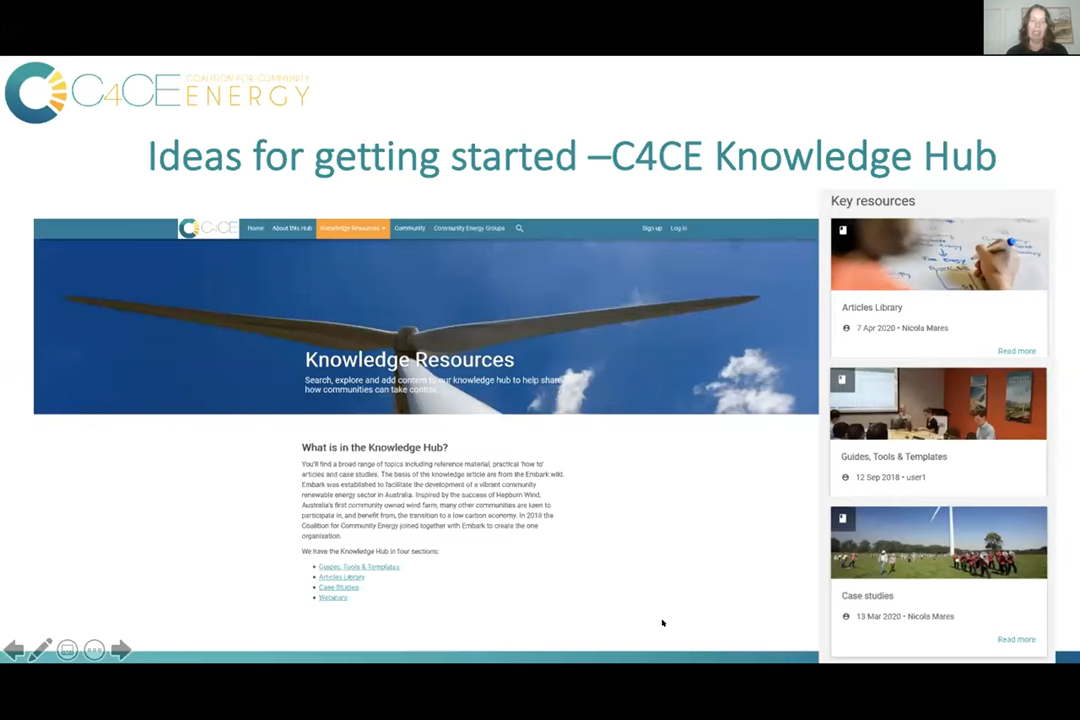 C4CE COALITION FOR COMMUNITY ENERGY
Ideas for getting started –C4CE Knowledge Hub
C4CE
Home
About this Hub
Knowledge Resources
Community
Community Energy Groups
Sign up
Log in
Knowledge Resources
Search, explore and add content to our knowledge hub to help share
how communities can take control.
What is in the Knowledge Hub?
You'll find a broad range of topics including reference material, practical 'how to'
articles and case studies. The basis of the knowledge article are from the Embark wiki.
Embark was established to facilitate the development of a vibrant community
renewable energy sector in Australia. Inspired by the success of Hepburn Wind,
Australia's first community owned wind farm, many other communities are keen to
participate in, and benefit from, the transition to a low carbon economy. In 2018 the
Coalition for Community Energy joined together with Embark to create the one
organisation.
We have the Knowledge Hub in four sections:
Guides, Tools & Templates
Articles Library
Case Studies
Webinars
Key resources
Articles Library
7 Apr 2020 • Nicola Mares
Read more
Guides, Tools & Templates
12 Sep 2018 • user1
Case studies
13 Mar 2020 • Nicola Mares
Read more